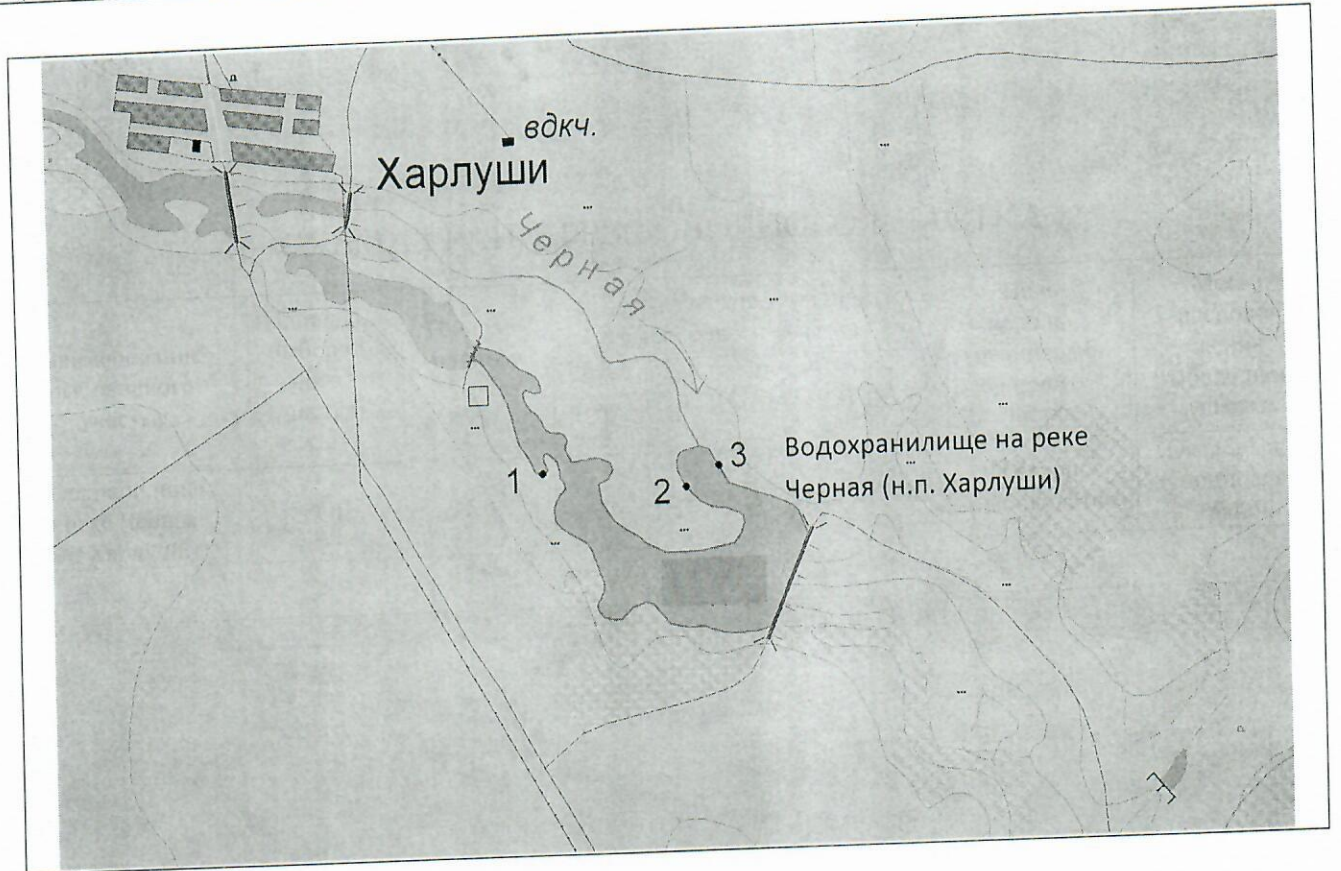 вдкч.
Харлуши
Черная
1
2
3
Водохранилище на реке
Черная (н.п. Харлуши)